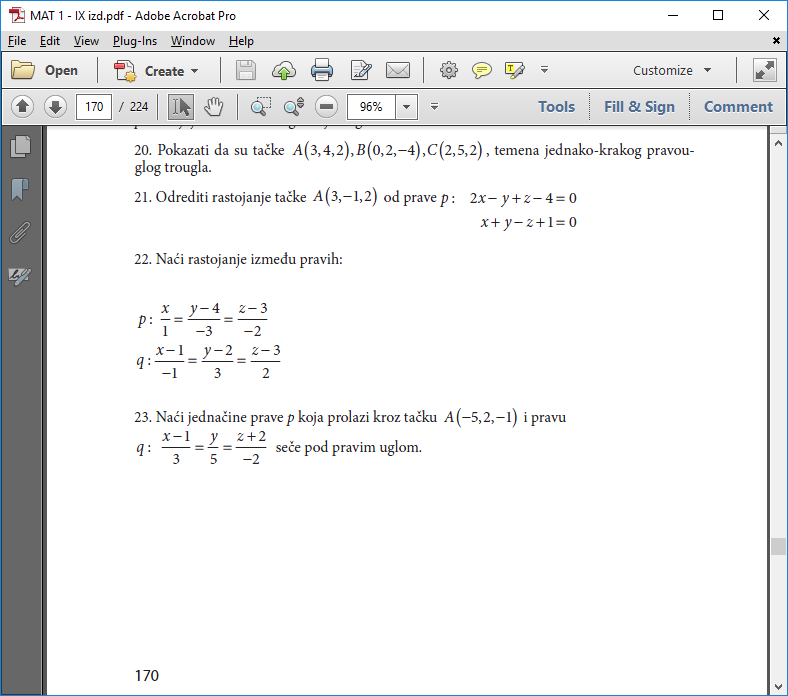 MAT 1 - IX izd.pdf - Adobe Acrobat Pro
File Edit View Plug-Ins Window Help
Open Create Customize
170 / 224 96% Tools Fill & Sign Comment
20. Pokazati da su tačke A(3,4,2), B(0,2,−4), C(2,5,2), temena jednako-krakog pravou-
glog trougla.
21. Odrediti rastojanje tačke A(3,−1,2) od prave p: 2x− y+z−4=0
x+ y−z+1=0
22. Naći rastojanje između pravih:
p: x/1 = (y−4)/−3 = (z−3)/−2
q: (x−1)/−1 = (y−2)/3 = (z−3)/2
23. Naći jednačine prave p koja prolazi kroz tačku A(−5,2,−1) i pravu
q: (x−1)/3 = y/5 = (z+2)/−2 seče pod pravim uglom.
170